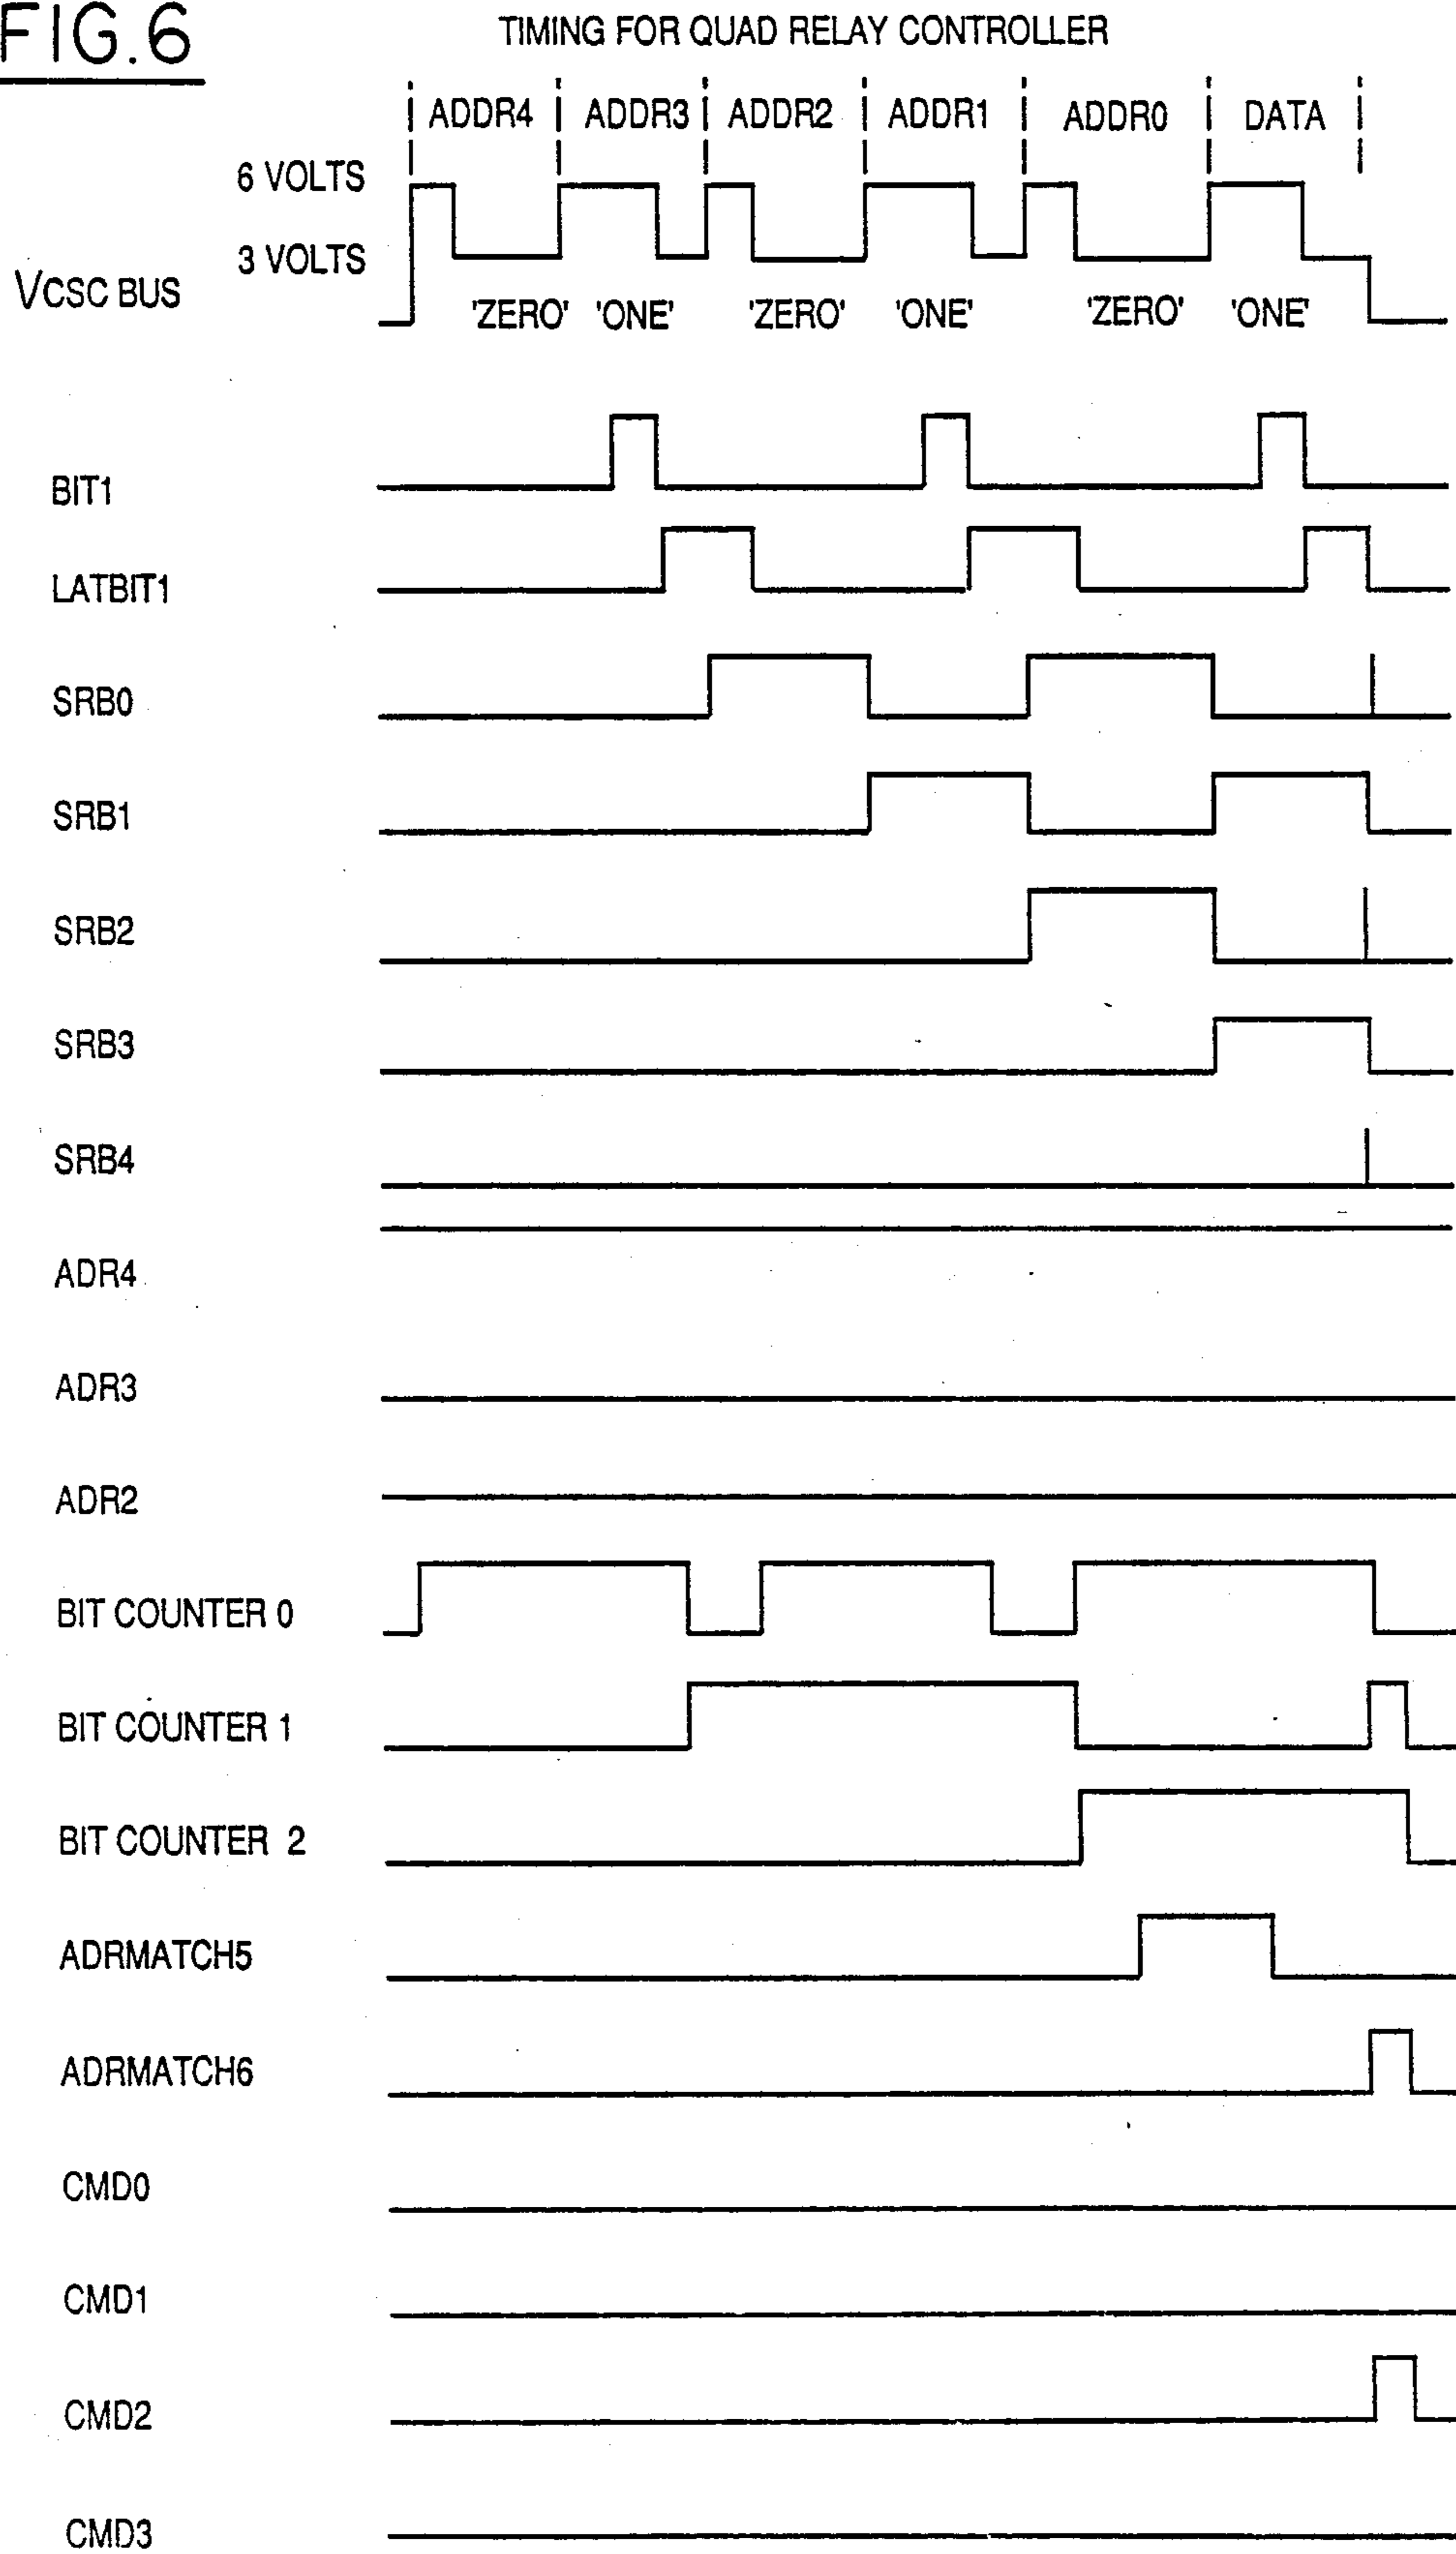 FIG.6
TIMING FOR QUAD RELAY CONTROLLER
ADDR4 ADDR3 ADDR2 ADDR1 ADDR0 DATA
6 VOLTS
3 VOLTS
VCSC BUS
'ZERO' 'ONE' 'ZERO' 'ONE' 'ZERO' 'ONE'
BIT1
LATBIT1
SRB0
SRB1
SRB2
SRB3
SRB4
ADR4
ADR3
ADR2
BIT COUNTER 0
BIT COUNTER 1
BIT COUNTER 2
ADRMATCH5
ADRMATCH6
CMD0
CMD1
CMD2
CMD3